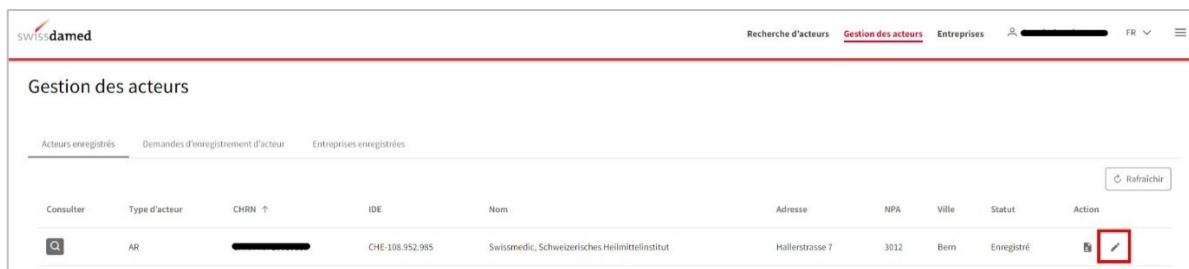 swissdamed
Recherche d'acteurs Gestion des acteurs Entreprises FR
Gestion des acteurs
Acteurs enregistrés Demandes d'enregistrement d'acteur Entreprises enregistrées
Rafraîchir
Consulter Type d'acteur CHRN ↑ IDE Nom Adresse NPA Ville Statut Action
AR CHE-108.952.985 Swissmedic, Schweizerisches Heilmittelinstitut Hallerstrasse 7 3012 Bern Enregistré